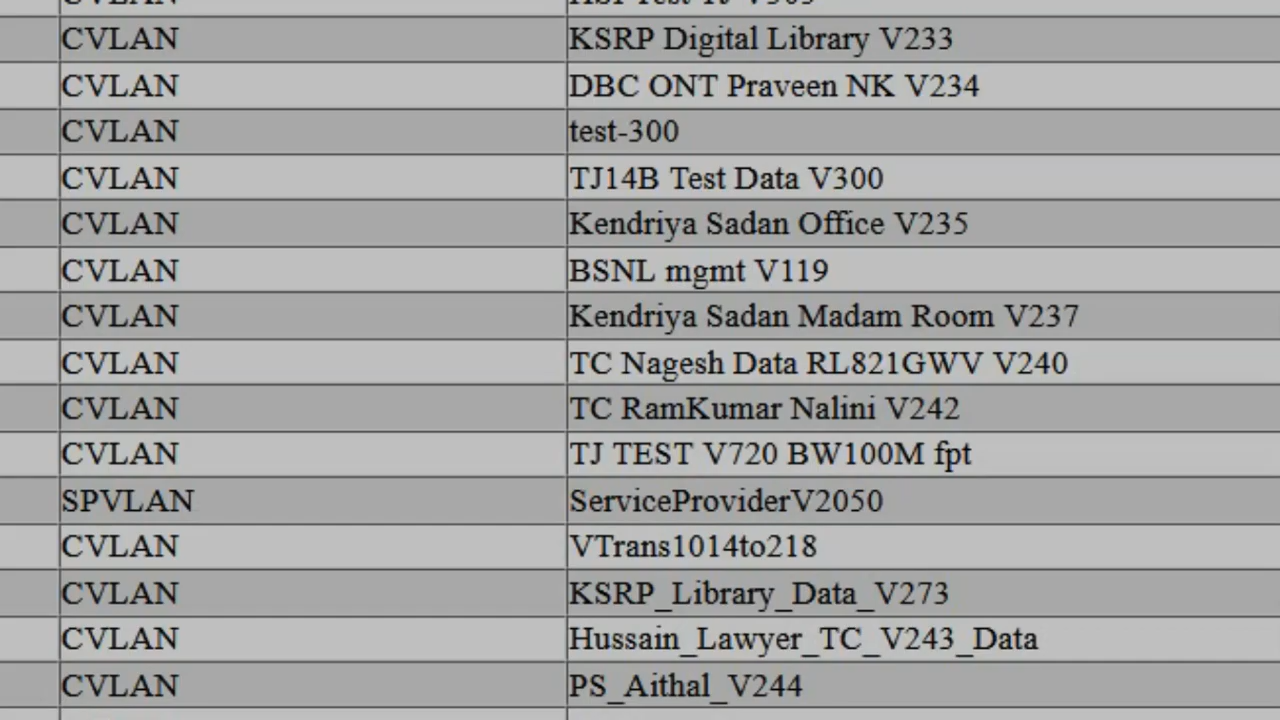 CVLAN KSRP Digital Library V233
CVLAN DBC ONT Praveen NK V234
CVLAN test-300
CVLAN TJ14B Test Data V300
CVLAN Kendriya Sadan Office V235
CVLAN BSNL mgmt V119
CVLAN Kendriya Sadan Madam Room V237
CVLAN TC Nagesh Data RL821GWV V240
CVLAN TC RamKumar Nalini V242
CVLAN TJ TEST V720 BW100M fpt
SPVLAN ServiceProviderV2050
CVLAN VTrans1014to218
CVLAN KSRP_Library_Data_V273
CVLAN Hussain_Lawyer_TC_V243_Data
CVLAN PS_Aithal_V244